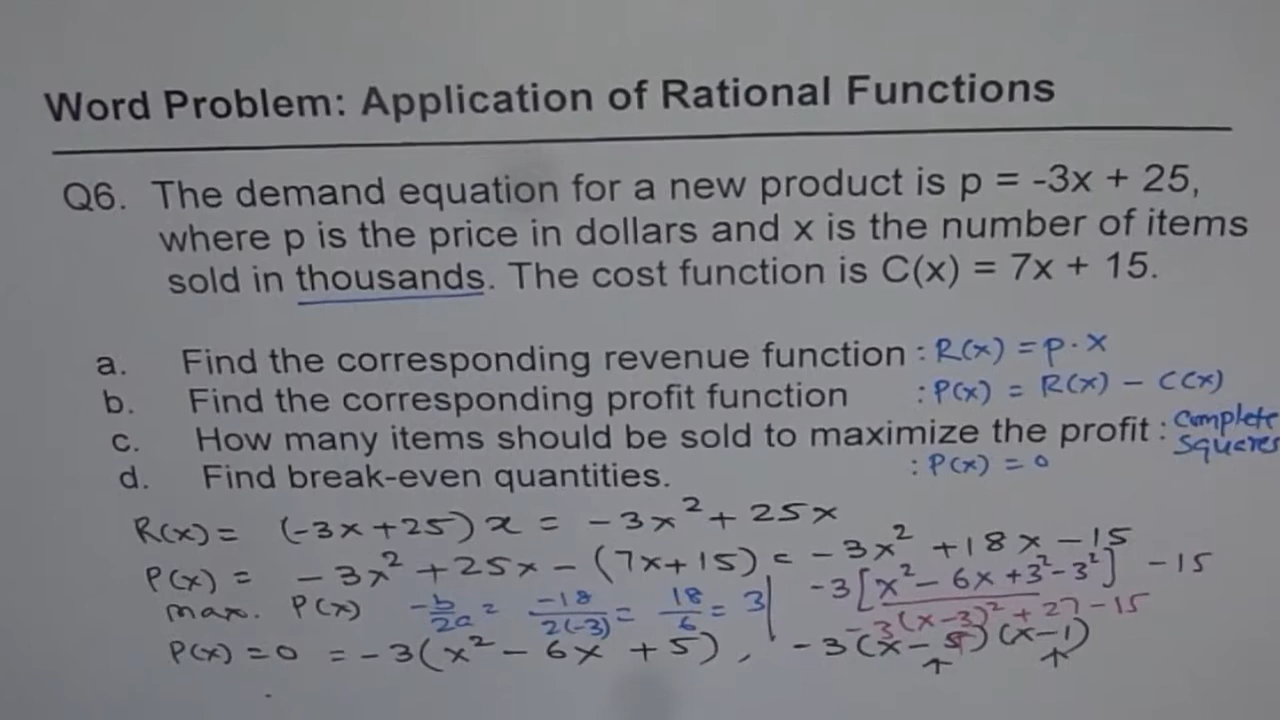 Word Problem: Application of Rational Functions
Q6. The demand equation for a new product is p = -3x + 25,
where p is the price in dollars and x is the number of items
sold in thousands. The cost function is C(x) = 7x + 15.
a. Find the corresponding revenue function : R(x) = p·x
b. Find the corresponding profit function : P(x) = R(x) – C(x)
c. How many items should be sold to maximize the profit : Complete Squares
d. Find break-even quantities. : P(x) = 0
R(x) = (-3x+25)x = -3x² + 25x
P(x) = -3x² + 25x - (7x+15) = -3x² + 18x - 15
max. P(x) -b/2a = -18/2(-3) = 18/6 = 3 | -3[x² - 6x + 3² - 3²] - 15
-3(x-3)² + 27 - 15
P(x) = 0 = -3(x² - 6x + 5), -3(x-5)(x-1)